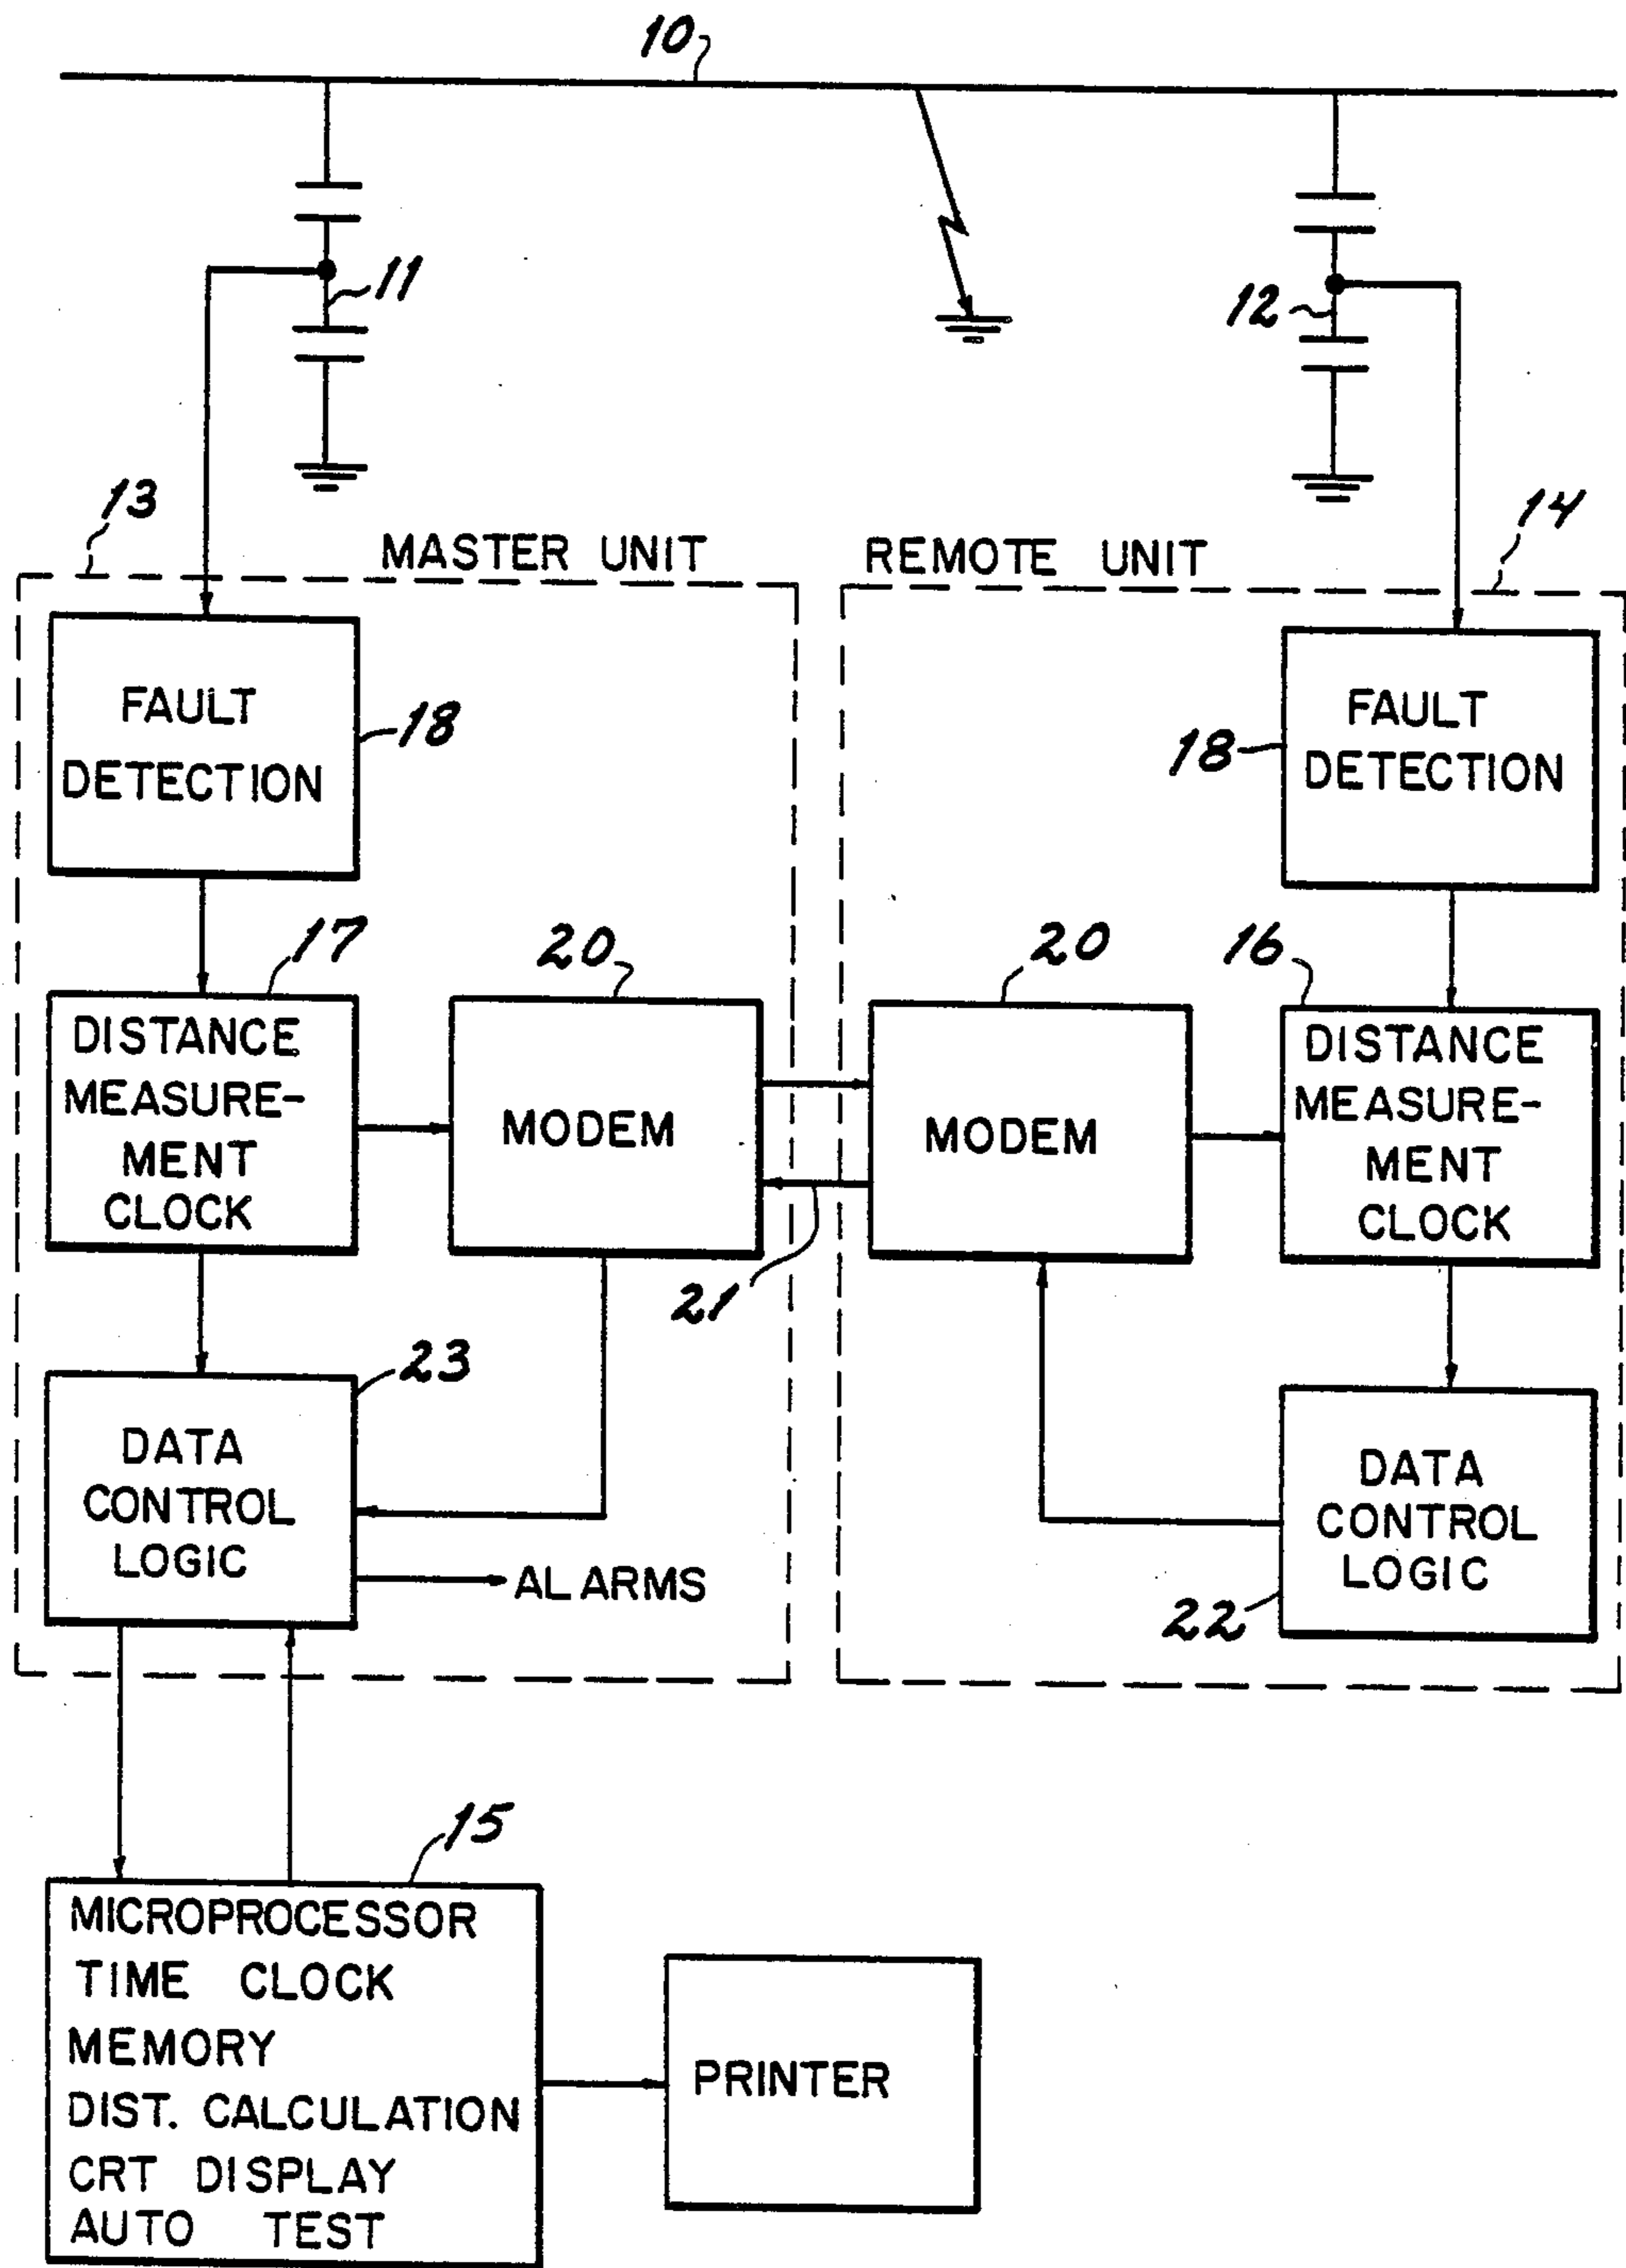 10
11
12
13
14
MASTER UNIT
REMOTE UNIT
FAULT
DETECTION
18
18
FAULT
DETECTION
17
20
20
16
DISTANCE
MEASURE-
MENT
CLOCK
MODEM
MODEM
DISTANCE
MEASURE-
MENT
CLOCK
21
23
DATA
CONTROL
LOGIC
ALARMS
DATA
CONTROL
LOGIC
22
15
MICROPROCESSOR
TIME CLOCK
MEMORY
DIST. CALCULATION
CRT DISPLAY
AUTO TEST
PRINTER